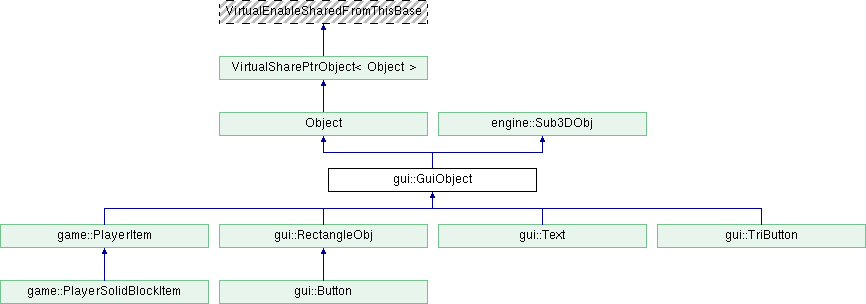 VirtualEnableSharedFromThisBase
VirtualSharePtrObject< Object >
Object
engine::Sub3DObj
gui::GuiObject
game::PlayerItem
gui::RectangleObj
gui::Text
gui::TriButton
game::PlayerSolidBlockItem
gui::Button